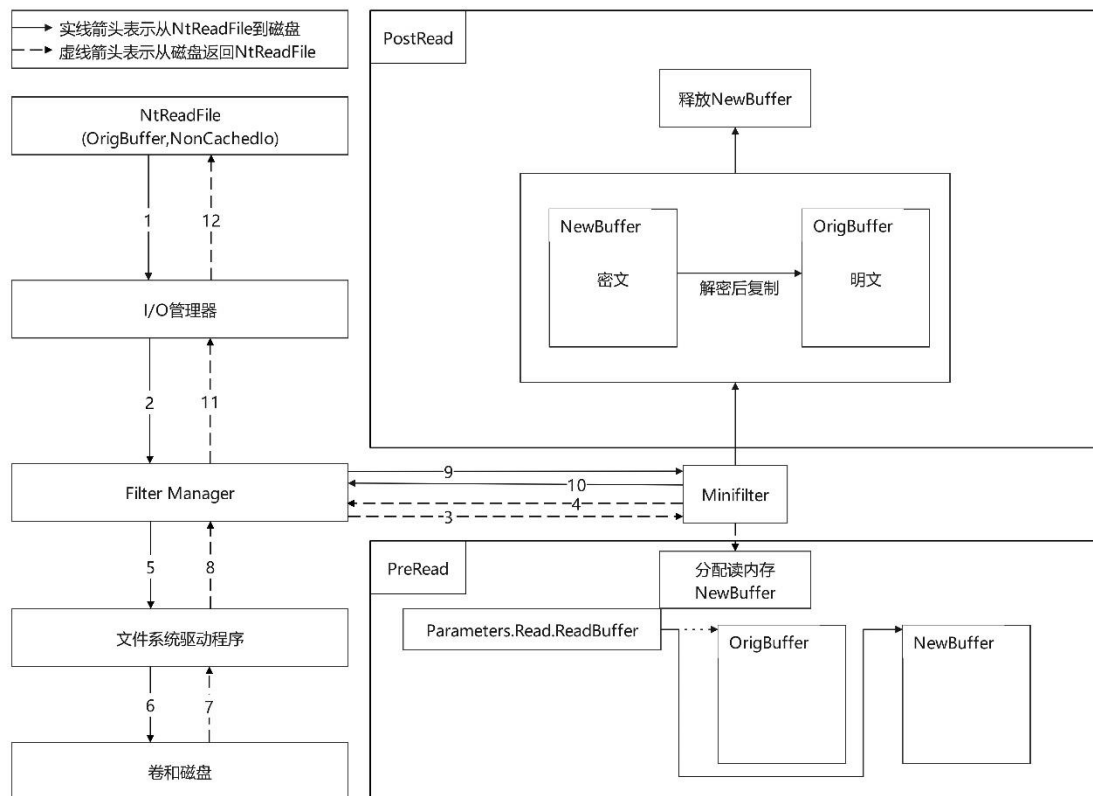 实线箭头表示从NtReadFile到磁盘
虚线箭头表示从磁盘返回NtReadFile
NtReadFile
(OrigBuffer,NonCachedIo)
1
12
I/O管理器
2
11
Filter Manager
9
10
4
3
Minifilter
5
8
文件系统驱动程序
6
7
卷和磁盘
PostRead
释放NewBuffer
NewBuffer
密文
解密后复制
OrigBuffer
明文
PreRead
分配读内存
NewBuffer
Parameters.Read.ReadBuffer
OrigBuffer
NewBuffer